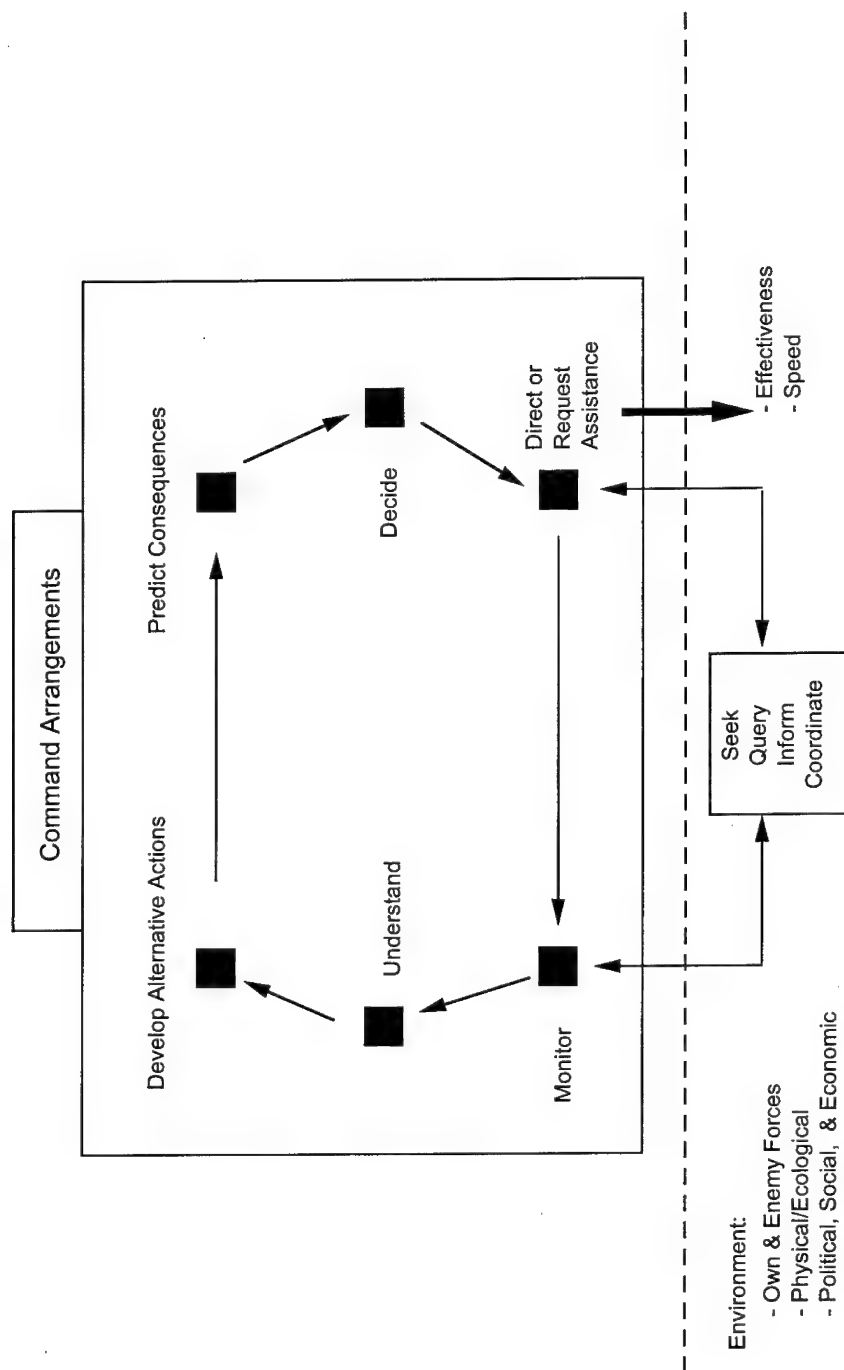 Command Arrangements
Develop Alternative Actions
Predict Consequences
Understand
Decide
Monitor
Direct or
Request
Assistance
- Effectiveness
- Speed
Seek
Query
Inform
Coordinate
Environment:
- Own & Enemy Forces
- Physical/Ecological
- Political, Social, & Economic